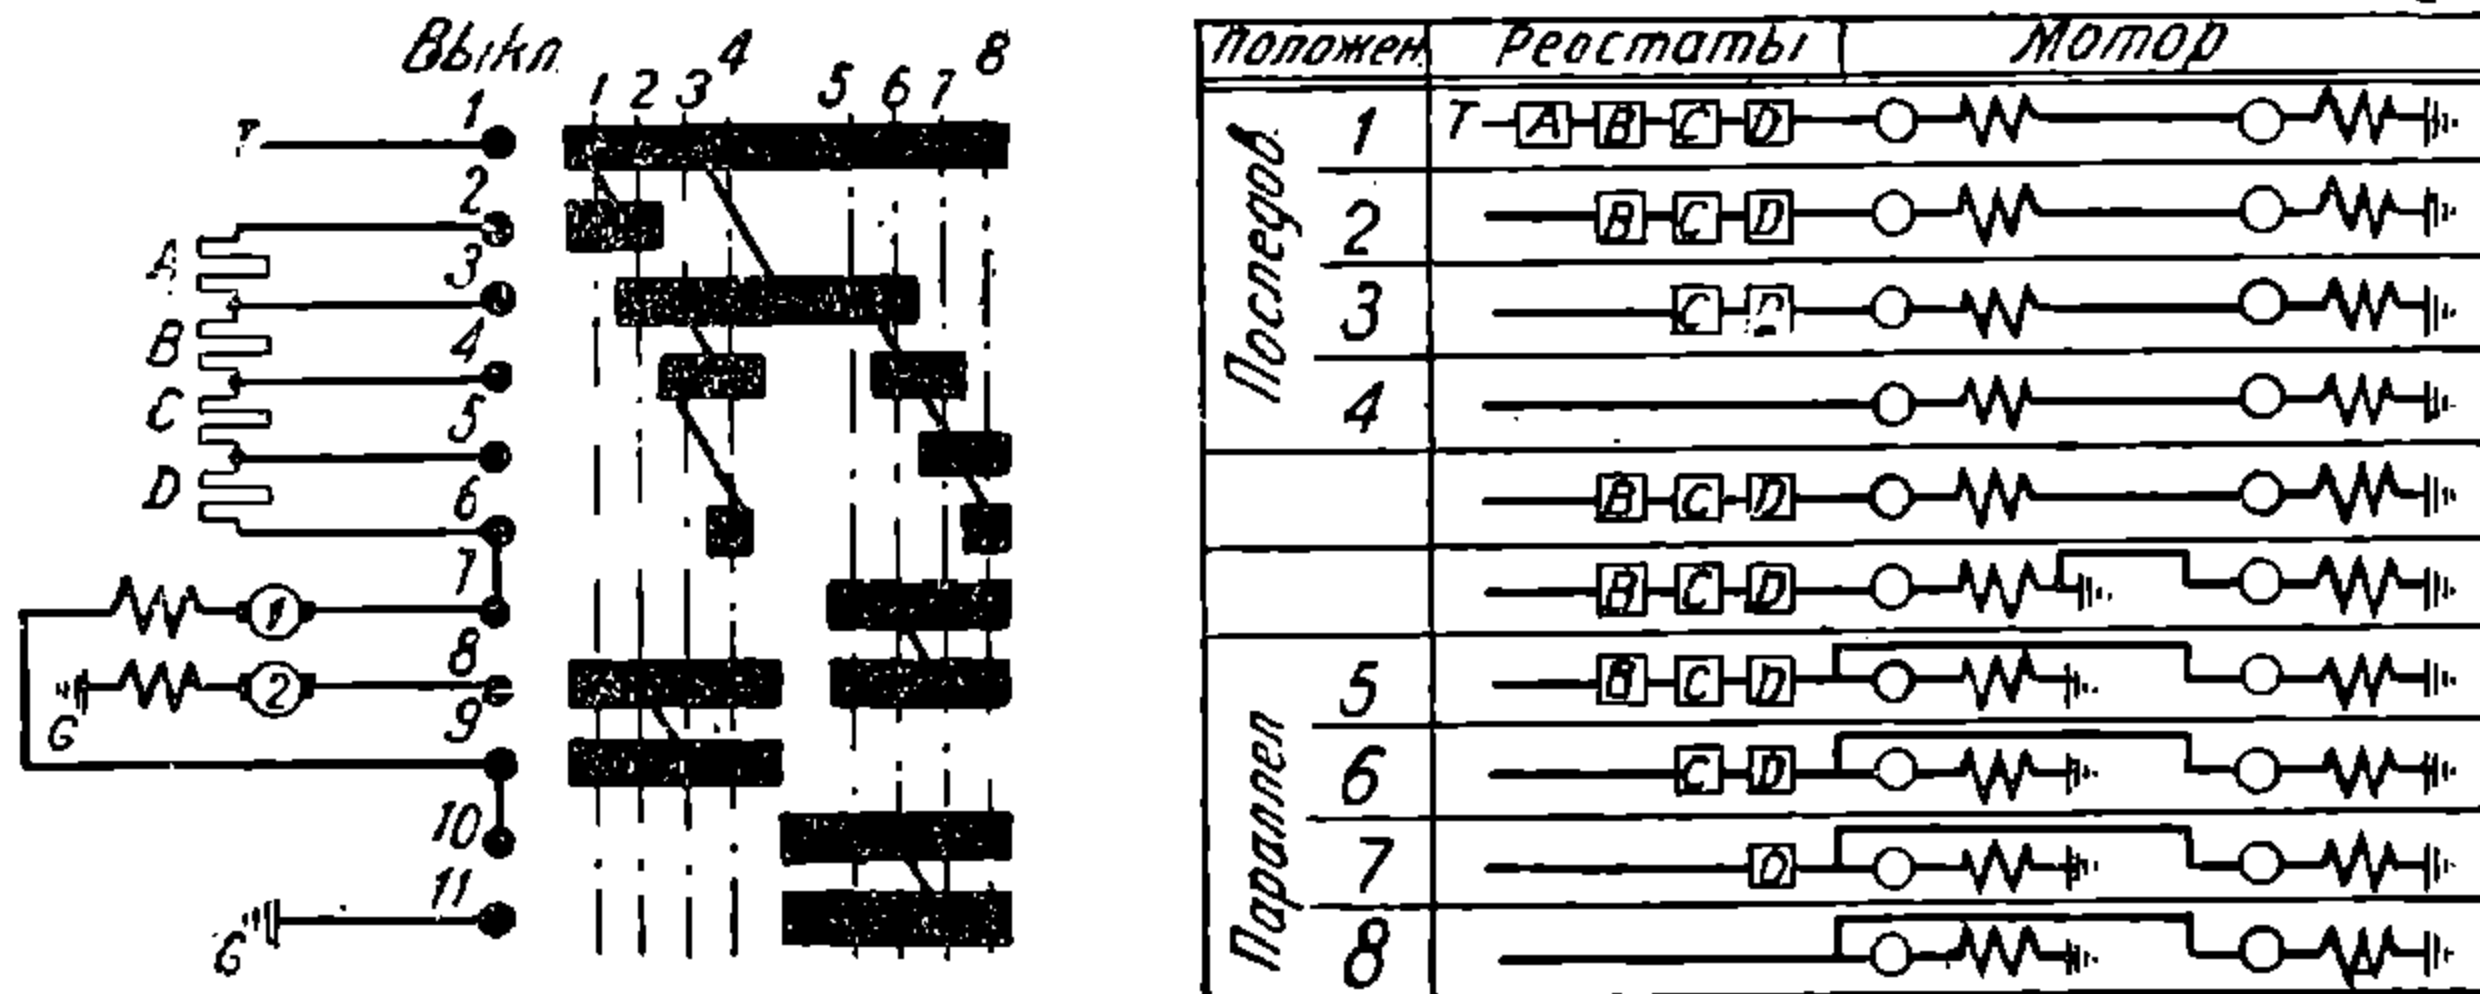 Выкл.
1 2 3 4 5 6 7 8
T 1
2
A
3
B
4
C
5
D
6
7
1
8
2
G
9
10
11
G
Положен. Реостаты Мотор
Последов.
1 T A B C D
2 B C D
3 C
4
B C D
B C D
Параллел
5 B C D
6 C D
7 D
8